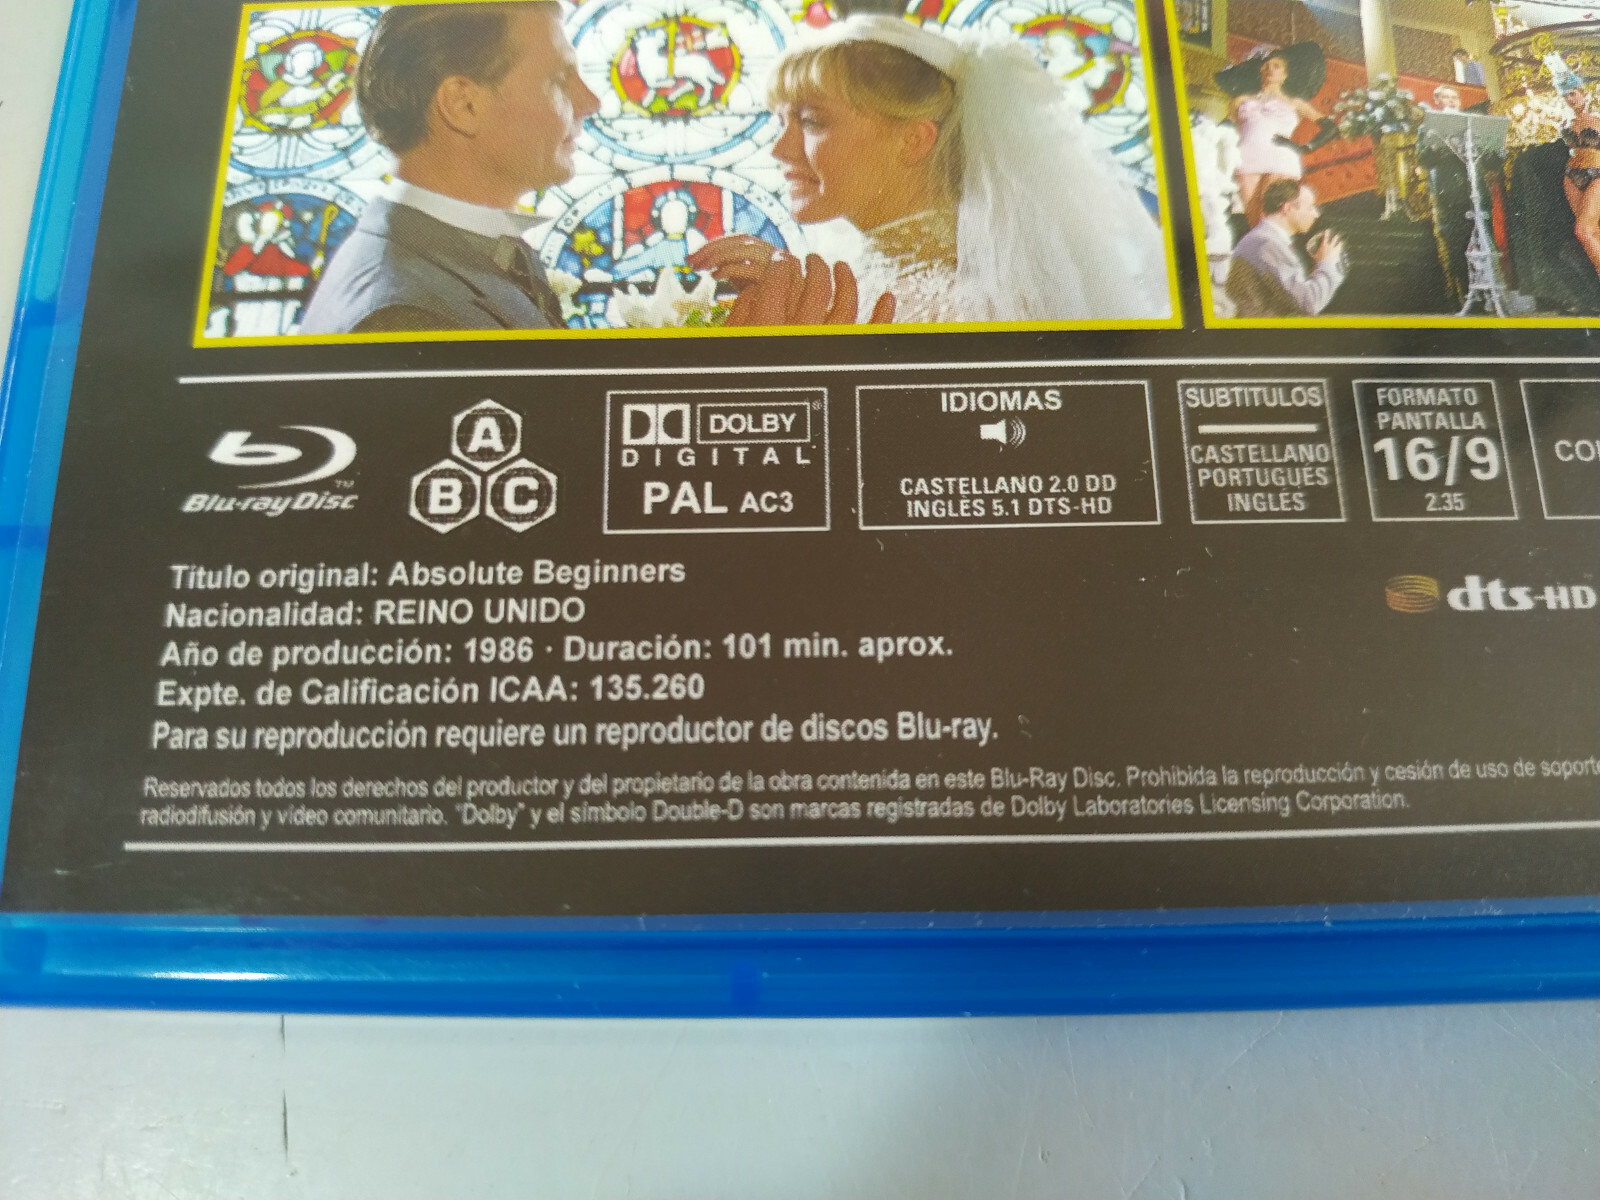 Blu-ray Disc™
A
B C
DOLBY®
DIGITAL
PAL AC3
IDIOMAS
CASTELLANO 2.0 DD
INGLÉS 5.1 DTS-HD
SUBTITULOS
CASTELLANO
PORTUGUÉS
INGLÉS
FORMATO
PANTALLA
16/9
2.35
dts-HD
Título original: Absolute Beginners
Nacionalidad: REINO UNIDO
Año de producción: 1986 · Duración: 101 min. aprox.
Expte. de Calificación ICAA: 135.260
Para su reproducción requiere un reproductor de discos Blu-ray.
Reservados todos los derechos del productor y del propietario de la obra contenida en este Blu-Ray Disc. Prohibida la reproducción y cesión de uso de soporte
radiodifusión y vídeo comunitario. "Dolby" y el símbolo Double-D son marcas registradas de Dolby Laboratories Licensing Corporation.